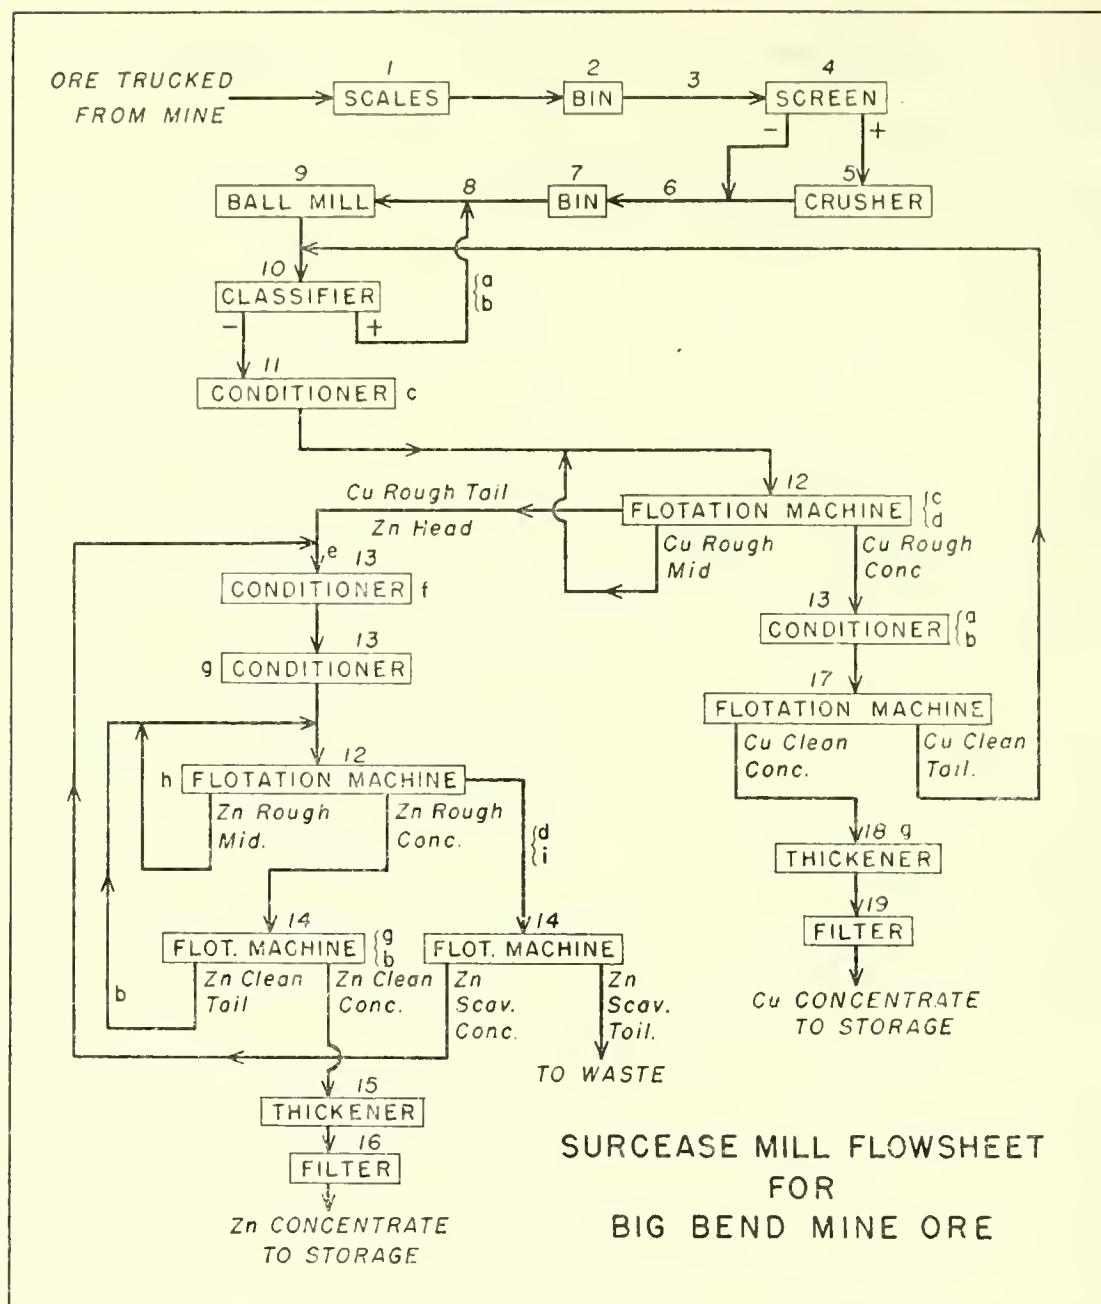 ORE TRUCKED
FROM MINE
1
SCALES
2
BIN
3
4
SCREEN
-
+
5
CRUSHER
6
7
BIN
8
9
BALL MILL
10
CLASSIFIER
-
+
a
b
11
CONDITIONER c
12
FLOTATION MACHINE
c
d
Cu Rough Tail
Zn Head
Cu Rough
Mid
Cu Rough
Conc
e
13
CONDITIONER f
13
g CONDITIONER
13
CONDITIONER
a
b
17
FLOTATION MACHINE
Cu Clean
Conc.
Cu Clean
Tail.
12
h FLOTATION MACHINE
Zn Rough
Mid.
Zn Rough
Conc.
d
i
18 g
THICKENER
19
FILTER
Cu CONCENTRATE
TO STORAGE
14
FLOT. MACHINE
g
b
14
FLOT. MACHINE
b
Zn Clean
Tail
Zn Clean
Conc.
Zn
Scav.
Conc.
Zn
Scav.
Tail.
TO WASTE
15
THICKENER
16
FILTER
Zn CONCENTRATE
TO STORAGE
SURCEASE MILL FLOWSHEET
FOR
BIG BEND MINE ORE